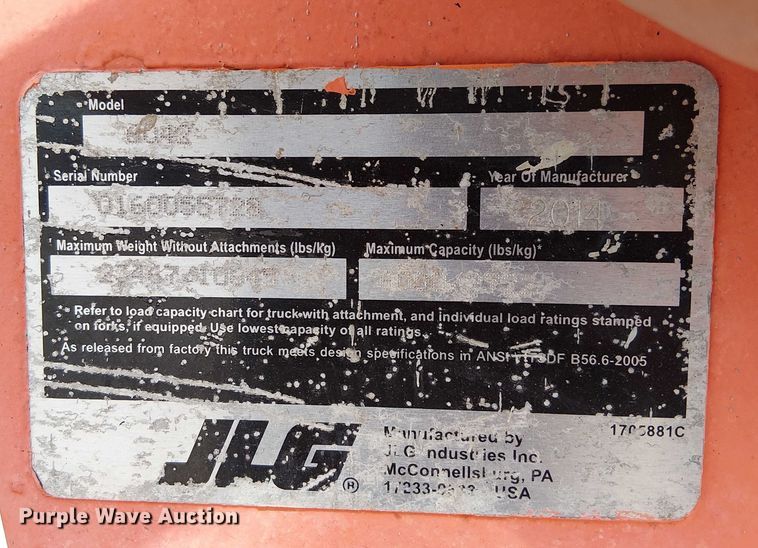 Model
Serial Number
Year Of Manufacture
0160055728
2014
Maximum Weight Without Attachments (lbs/kg)
Maximum Capacity (lbs/kg)*
* Refer to load capacity chart for truck with attachment, and individual load ratings stamped
on forks, if equipped. Use lowest capacity of all ratings.
As released from factory this truck meets design specifications in ANSI B56.6-2005
1705881C
JLG ®
Manufactured by
JLG Industries Inc.
McConnellsburg, PA
USA
Purple Wave Auction